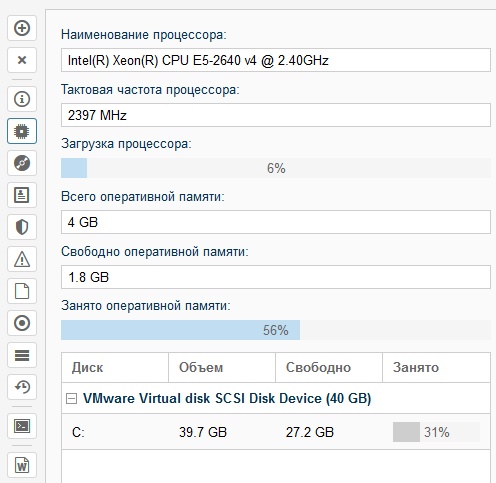 Наименование процессора:
Intel(R) Xeon(R) CPU E5-2640 v4 @ 2.40GHz
Тактовая частота процессора:
2397 MHz
Загрузка процессора:
6%
Всего оперативной памяти:
4 GB
Свободно оперативной памяти:
1.8 GB
Занято оперативной памяти:
56%
Диск Объем Свободно Занято
VMware Virtual disk SCSI Disk Device (40 GB)
C: 39.7 GB 27.2 GB 31%
W